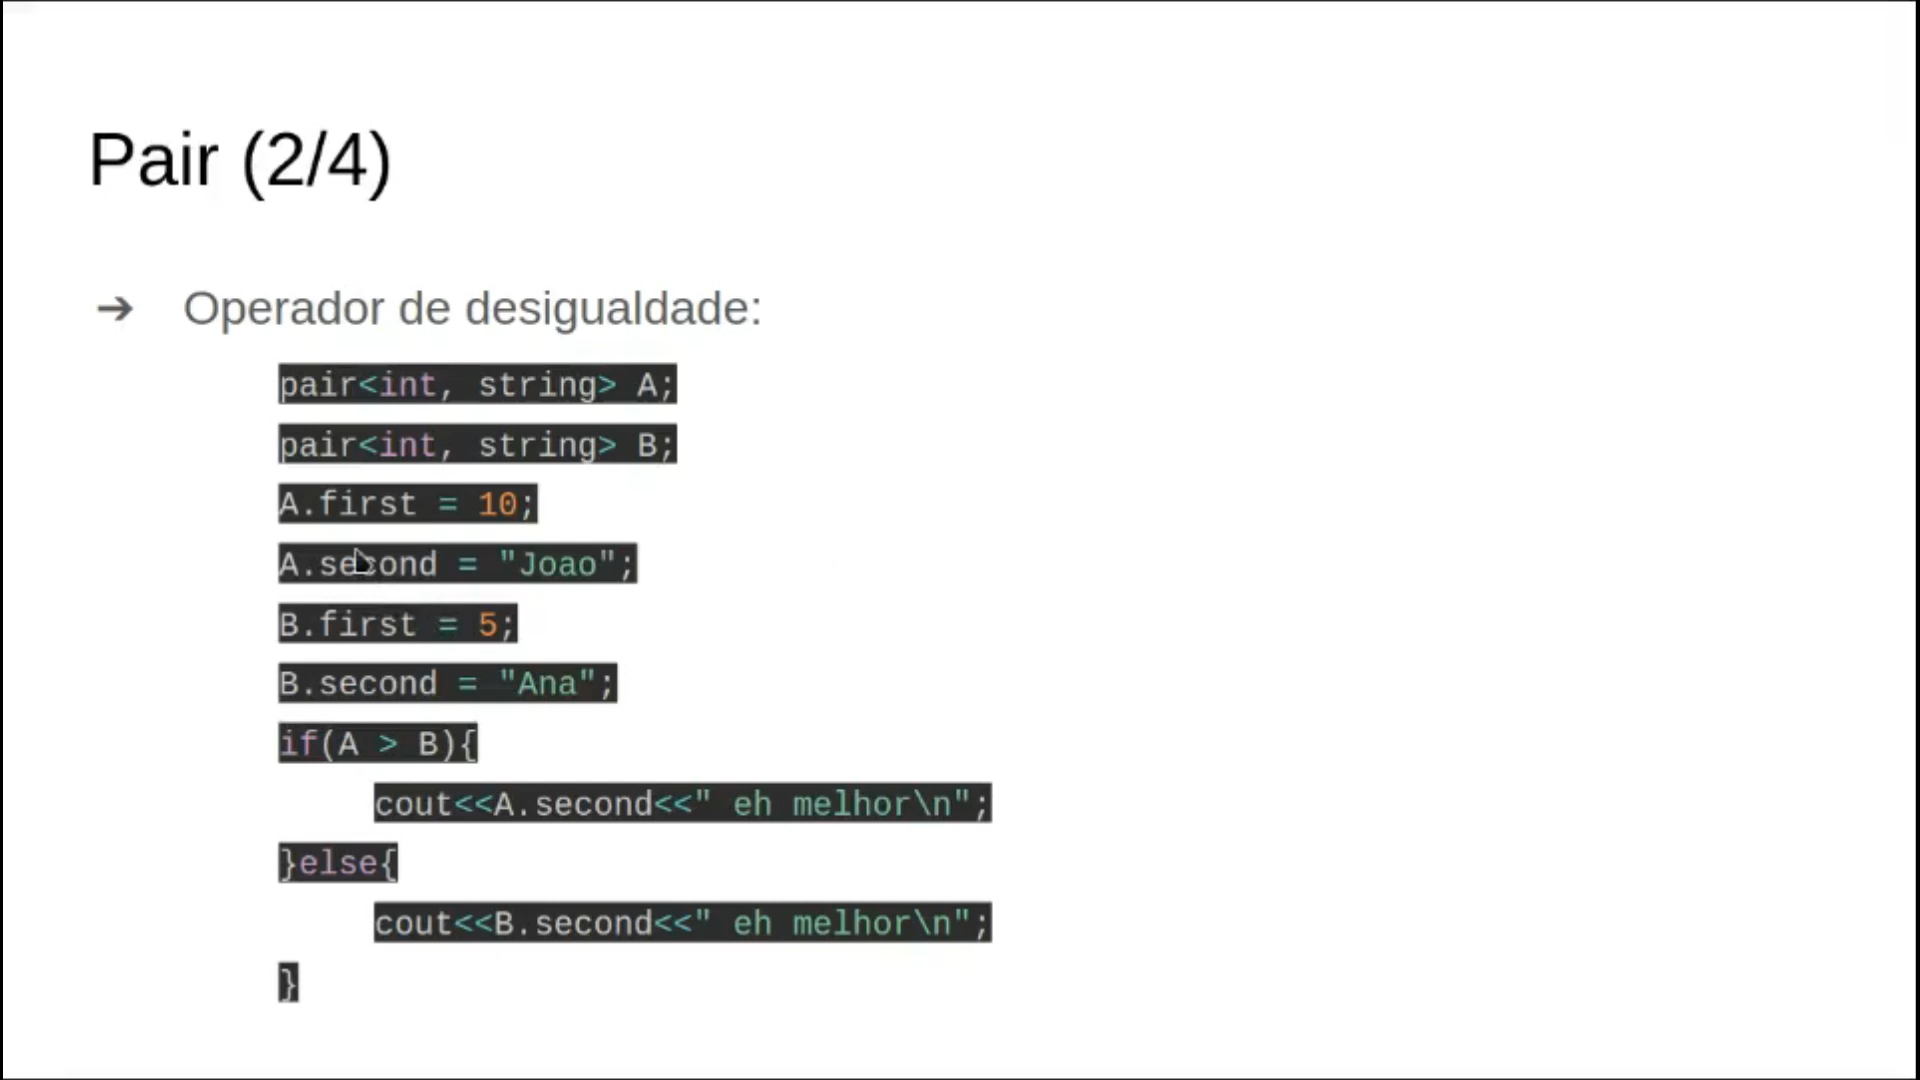 Pair (2/4)
➔ Operador de desigualdade:
pair<int, string> A;
pair<int, string> B;
A.first = 10;
A.second = "Joao";
B.first = 5;
B.second = "Ana";
if(A > B){
cout<<A.second<<" eh melhor\n";
}else{
cout<<B.second<<" eh melhor\n";
}